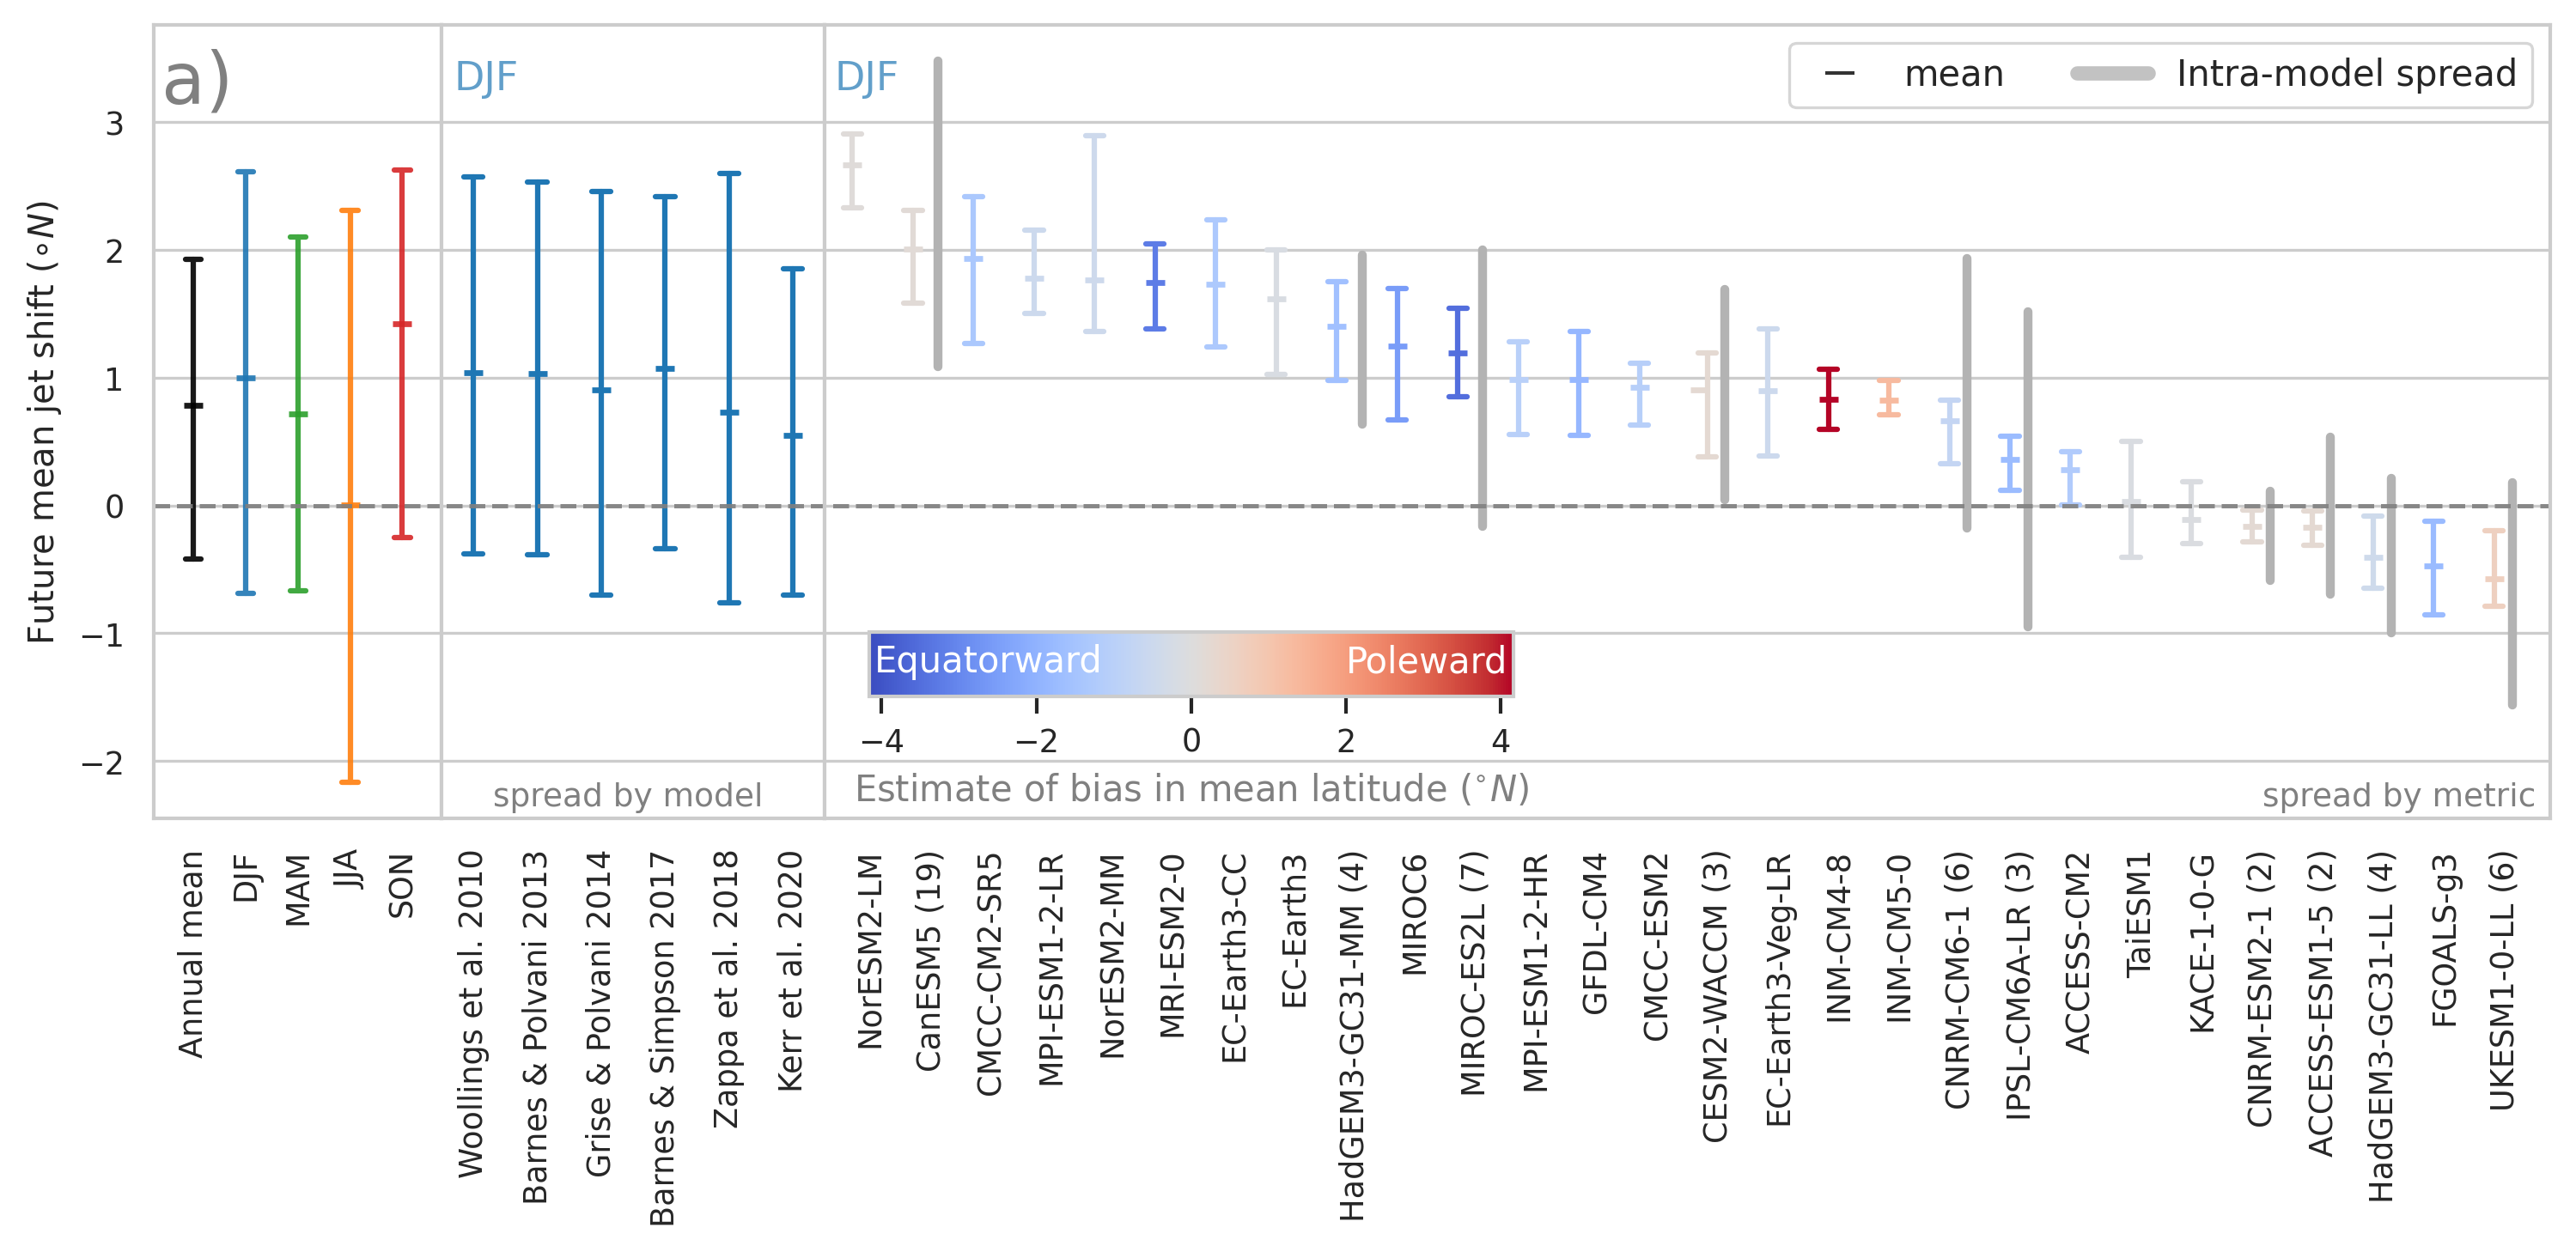 a)
DJF
DJF
mean
Intra-model spread
Future mean jet shift (∘N)
3
2
1
0
−1
−2
Equatorward
Poleward
−4
−2
0
2
4
Estimate of bias in mean latitude (°N)
spread by model
spread by metric
Annual mean
DJF
MAM
JJA
SON
Woollings et al. 2010
Barnes & Polvani 2013
Grise & Polvani 2014
Barnes & Simpson 2017
Zappa et al. 2018
Kerr et al. 2020
NorESM2-LM
CanESM5 (19)
CMCC-CM2-SR5
MPI-ESM1-2-LR
NorESM2-MM
MRI-ESM2-0
EC-Earth3-CC
EC-Earth3
HadGEM3-GC31-MM (4)
MIROC6
MIROC-ES2L (7)
MPI-ESM1-2-HR
GFDL-CM4
CMCC-ESM2
CESM2-WACCM (3)
EC-Earth3-Veg-LR
INM-CM4-8
INM-CM5-0
CNRM-CM6-1 (6)
IPSL-CM6A-LR (3)
ACCESS-CM2
TaiESM1
KACE-1-0-G
CNRM-ESM2-1 (2)
ACCESS-ESM1-5 (2)
HadGEM3-GC31-LL (4)
FGOALS-g3
UKESM1-0-LL (6)